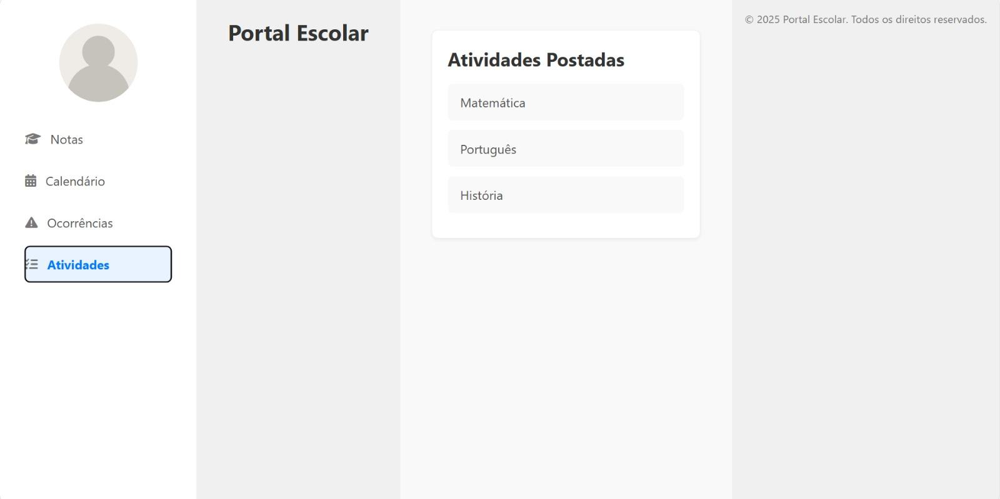 Notas
Calendário
Ocorrências
Atividades
Portal Escolar
Atividades Postadas
Matemática
Português
História
© 2025 Portal Escolar. Todos os direitos reservados.